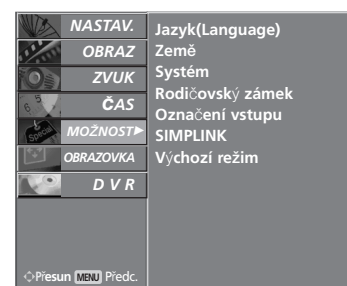 NASTAV.
OBRAZ
ZVUK
ČAS
MOŽNOST
OBRAZOVKA
D V R
Jazyk(Language)
Země
Systém
Rodičovský zámek
Označení vstupu
SIMPLINK
Výchozí režim
Přesun MENU Předc.